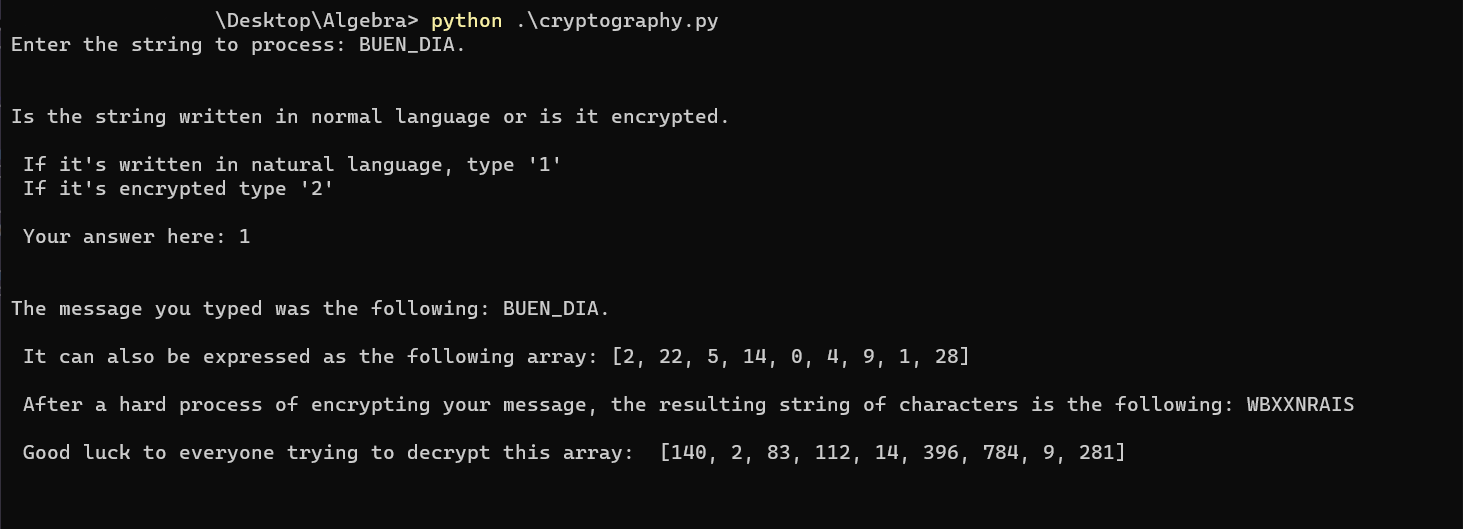 \Desktop\Algebra> python .\cryptography.py
Enter the string to process: BUEN_DIA.
Is the string written in normal language or is it encrypted.
If it's written in natural language, type '1'
If it's encrypted type '2'
Your answer here: 1
The message you typed was the following: BUEN_DIA.
It can also be expressed as the following array: [2, 22, 5, 14, 0, 4, 9, 1, 28]
After a hard process of encrypting your message, the resulting string of characters is the following: WBXXNRAIS
Good luck to everyone trying to decrypt this array:  [140, 2, 83, 112, 14, 396, 784, 9, 281]